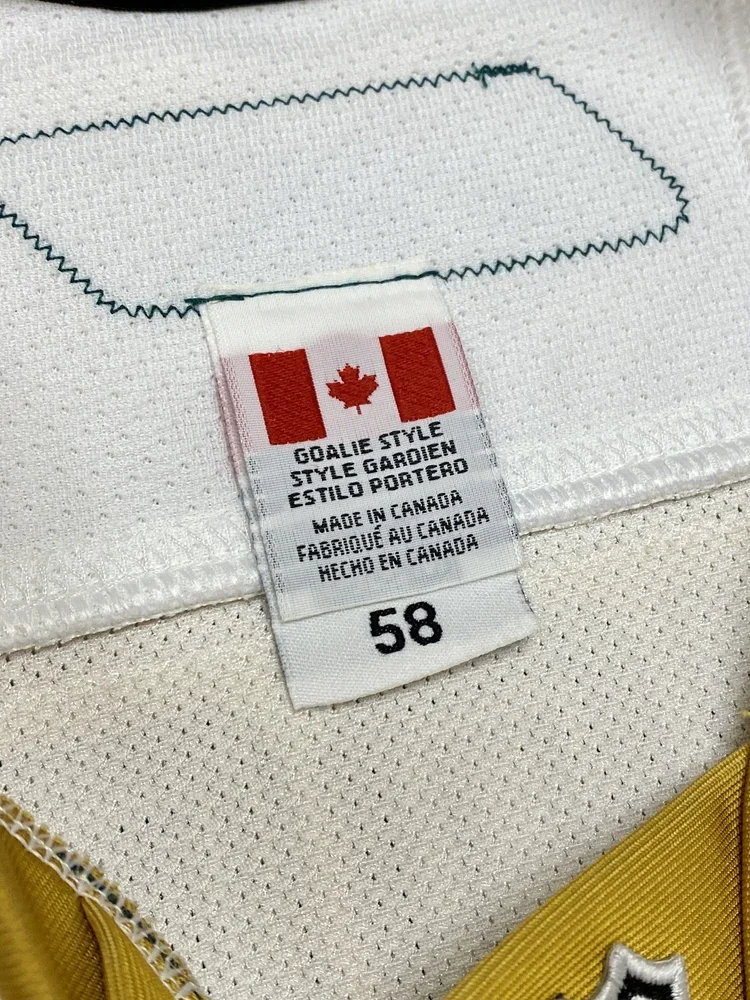 GOALIE STYLE
STYLE GARDIEN
ESTILO PORTERO
MADE IN CANADA
FABRIQUÉ AU CANADA
HECHO EN CANADA
58